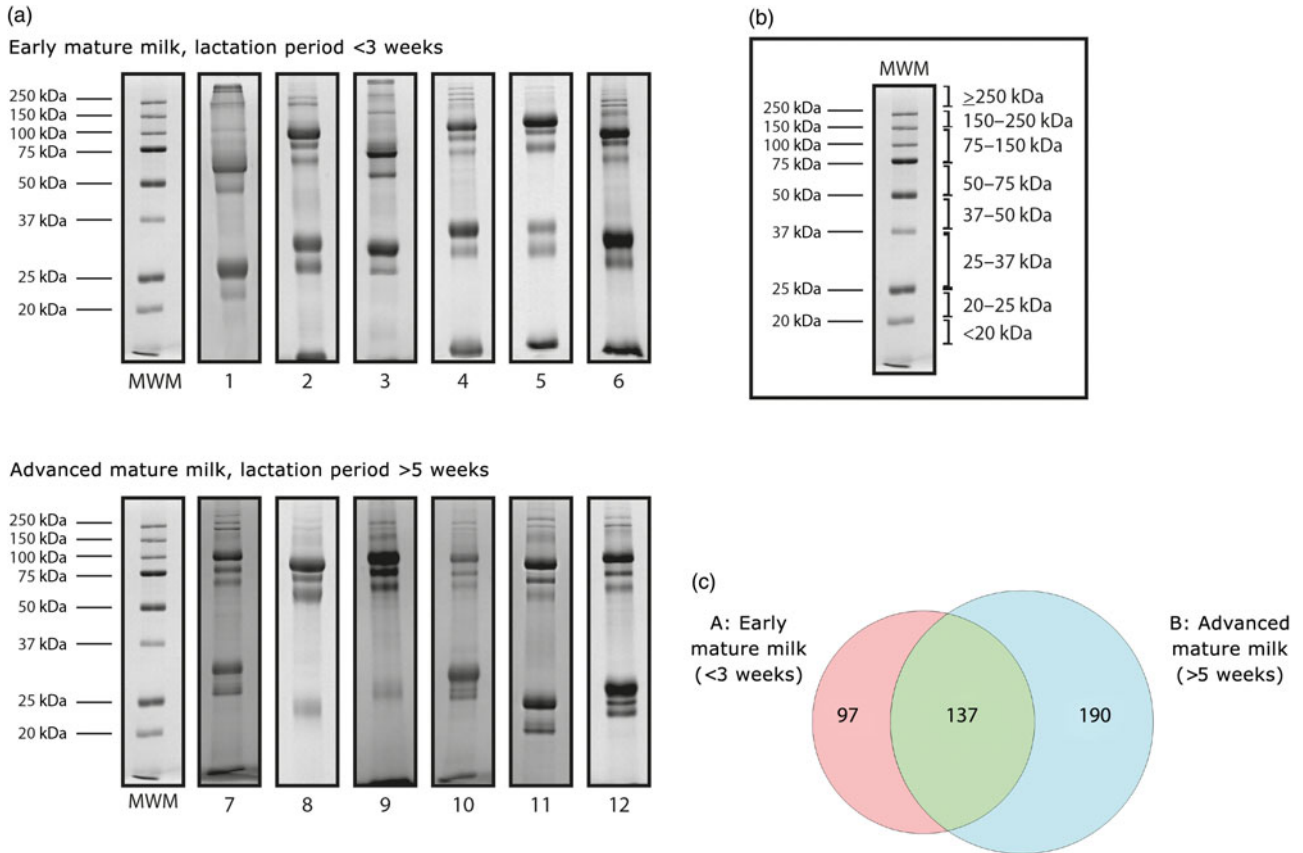 (a)
Early mature milk, lactation period <3 weeks
250 kDa
150 kDa
100 kDa
75 kDa
50 kDa
37 kDa
25 kDa
20 kDa
MWM 1 2 3 4 5 6
Advanced mature milk, lactation period >5 weeks
250 kDa
150 kDa
100 kDa
75 kDa
50 kDa
37 kDa
25 kDa
20 kDa
MWM 7 8 9 10 11 12
(b)
MWM
250 kDa
150 kDa
100 kDa
75 kDa
50 kDa
37 kDa
25 kDa
20 kDa
≥250 kDa
150–250 kDa
75–150 kDa
50–75 kDa
37–50 kDa
25–37 kDa
20–25 kDa
<20 kDa
(c)
A: Early
mature milk
(<3 weeks)
97 137 190
B: Advanced
mature milk
(>5 weeks)